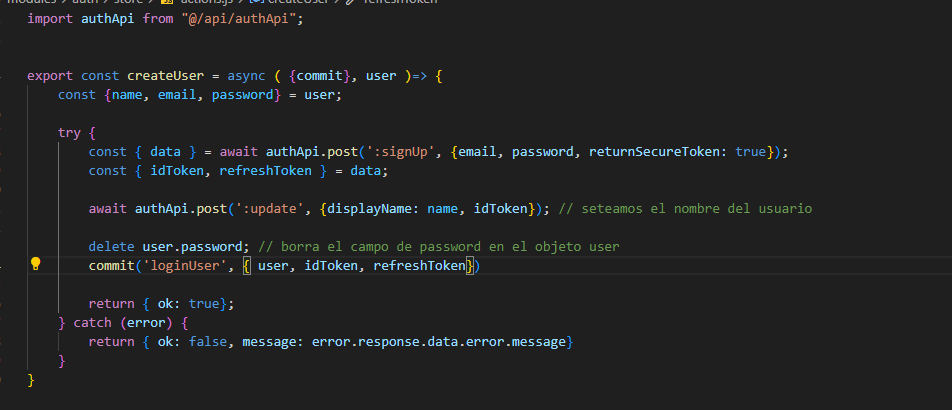 modules > auth > store > JS actions.js > createUser > refreshToken
import authApi from "@/api/authApi";
export const createUser = async ( {commit}, user )=> {
const {name, email, password} = user;
try {
const { data } = await authApi.post(':signUp', {email, password, returnSecureToken: true});
const { idToken, refreshToken } = data;
await authApi.post(':update', {displayName: name, idToken}); // seteamos el nombre del usuario
delete user.password; // borra el campo de password en el objeto user
commit('loginUser', { user, idToken, refreshToken})
return { ok: true};
} catch (error) {
return { ok: false, message: error.response.data.error.message}
}
}